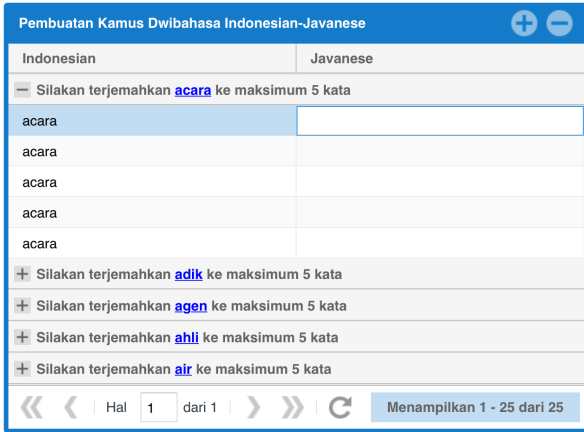 Pembuatan Kamus Dwibahasa Indonesian-Javanese
Indonesian Javanese
Silakan terjemahkan acara ke maksimum 5 kata
acara
acara
acara
acara
acara
Silakan terjemahkan adik ke maksimum 5 kata
Silakan terjemahkan agen ke maksimum 5 kata
Silakan terjemahkan ahli ke maksimum 5 kata
Silakan terjemahkan air ke maksimum 5 kata
Hal 1 dari 1 Menampilkan 1 - 25 dari 25